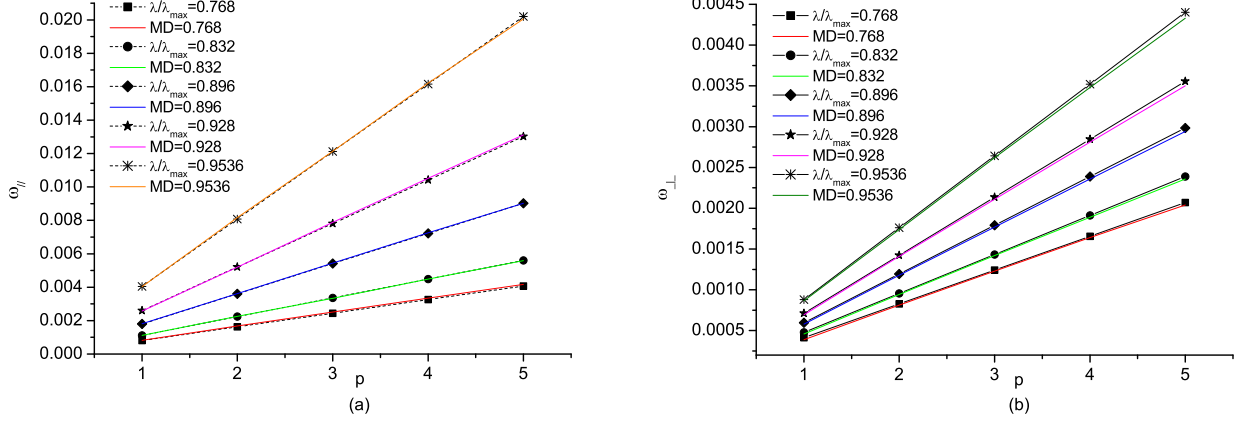 λ/λmax=0.768
MD=0.768
λ/λmax=0.832
MD=0.832
λ/λmax=0.896
MD=0.896
λ/λmax=0.928
MD=0.928
λ/λmax=0.9536
MD=0.9536
0.020
0.018
0.016
0.014
0.012
0.010
0.008
0.006
0.004
0.002
0.000
ω//
1 2 3 4 5
p
(a)
λ/λmax=0.768
MD=0.768
λ/λmax=0.832
MD=0.832
λ/λmax=0.896
MD=0.896
λ/λmax=0.928
MD=0.928
λ/λmax=0.9536
MD=0.9536
0.0045
0.0040
0.0035
0.0030
0.0025
0.0020
0.0015
0.0010
0.0005
ω⊥
1 2 3 4 5
p
(b)